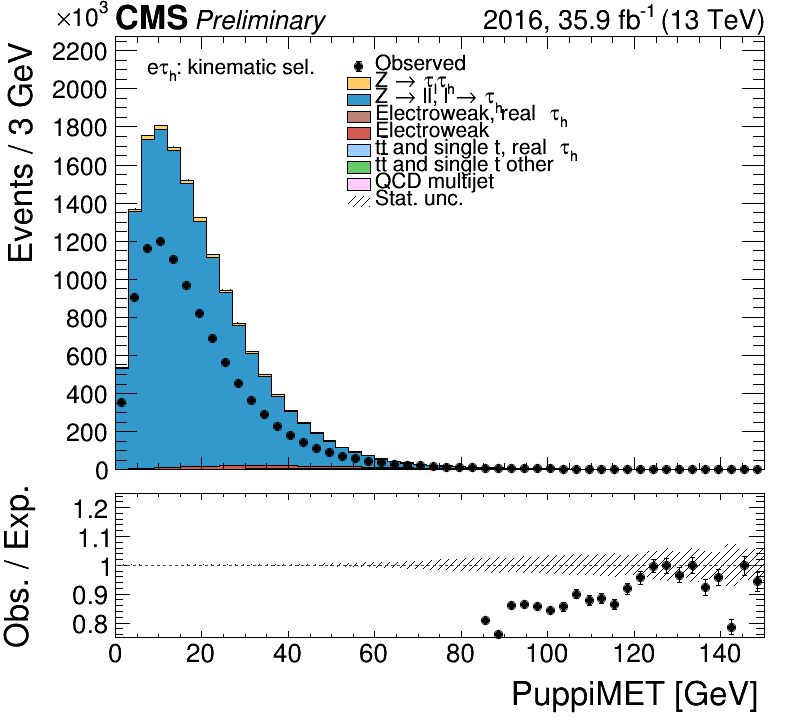 ×10³ CMS Preliminary 2016, 35.9 fb⁻¹ (13 TeV)
Events / 3 GeV
2200
2000
1800
1600
1400
1200
1000
800
600
400
200
0
eτh: kinematic sel.
Observed
Z → τlτh
Z → ll, l → τh
Electroweak, real τh
Electroweak
tt and single t, real τh
tt and single t other
QCD multijet
Stat. unc.
Obs. / Exp.
1.2
1.1
1
0.9
0.8
0 20 40 60 80 100 120 140
PuppiMET [GeV]